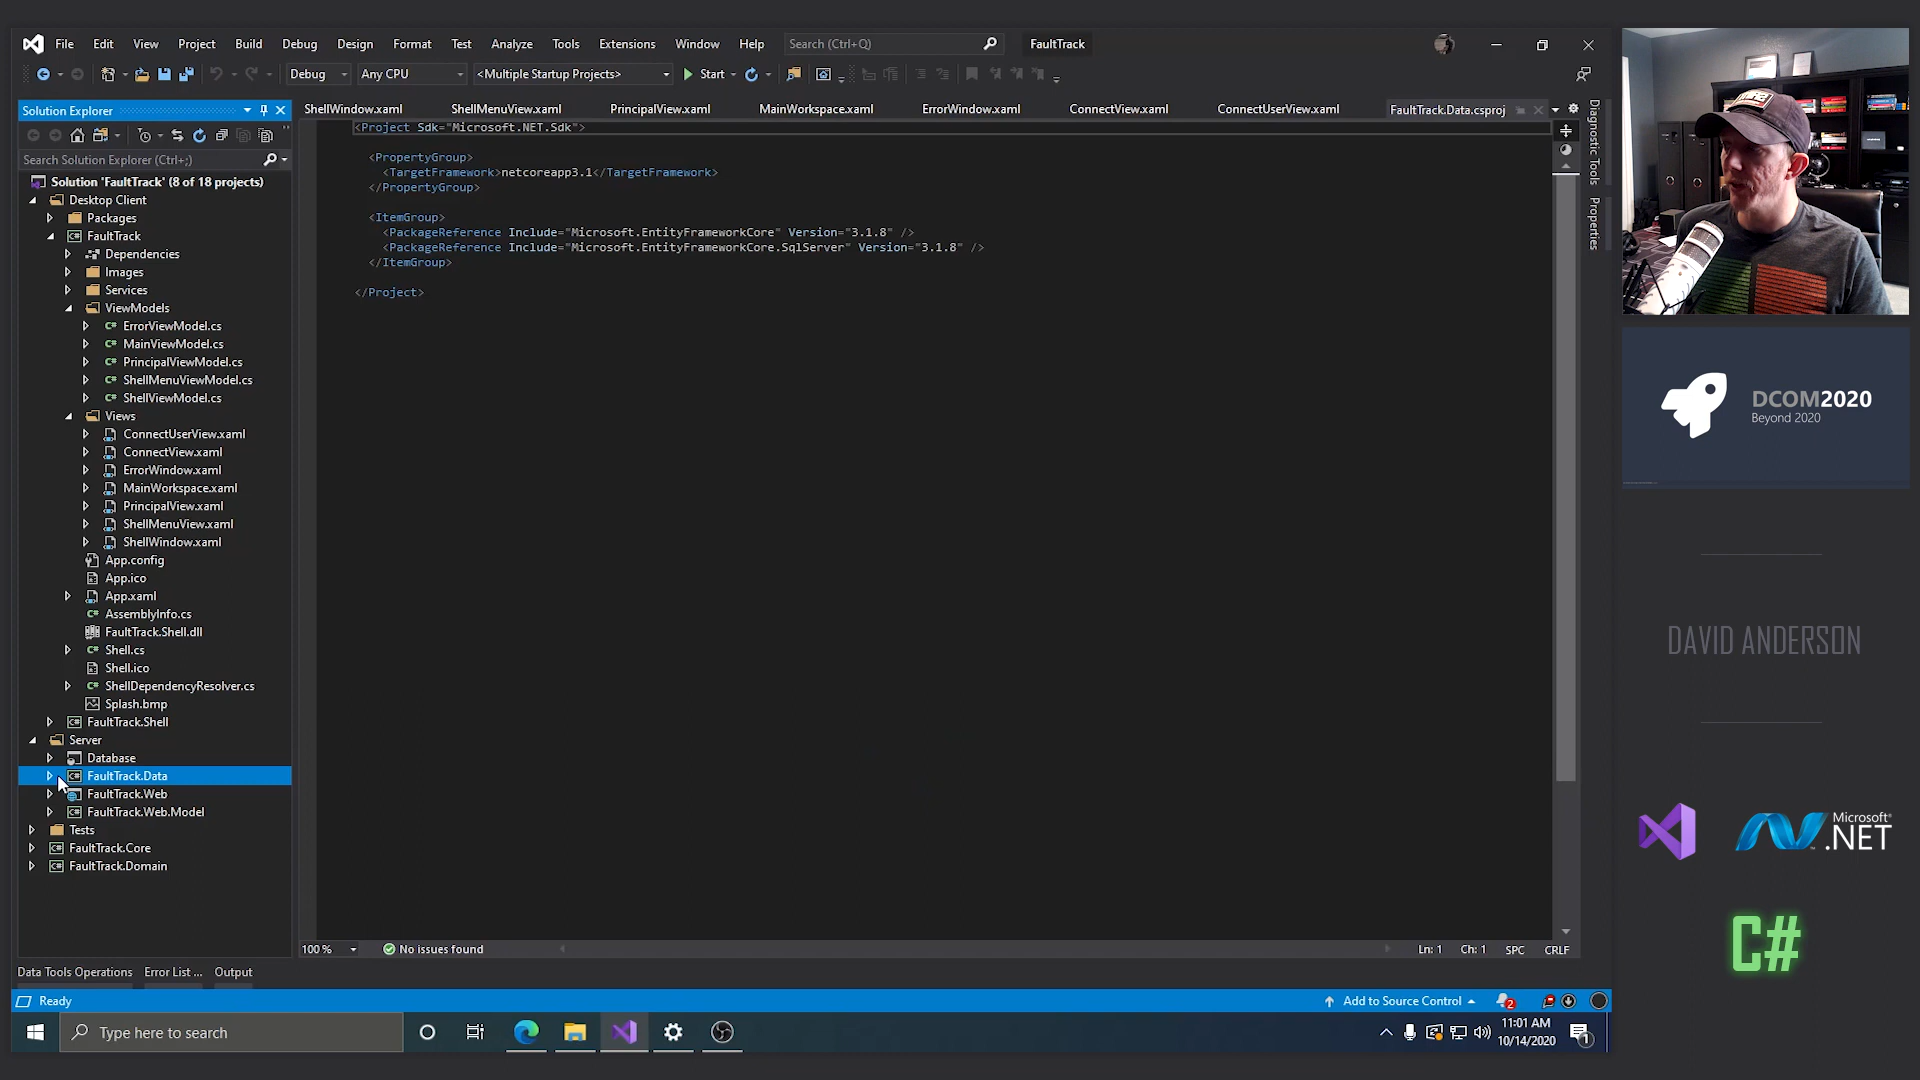 File Edit View Project Build Debug Design Format Test Analyze Tools Extensions Window Help Search (Ctrl+Q) FaultTrack
Debug Any CPU <Multiple Startup Projects> Start
Solution Explorer
Search Solution Explorer (Ctrl+;)
Solution 'FaultTrack' (8 of 18 projects)
Desktop Client
Packages
FaultTrack
Dependencies
Images
Services
ViewModels
ErrorViewModel.cs
MainViewModel.cs
PrincipalViewModel.cs
ShellMenuViewModel.cs
ShellViewModel.cs
Views
ConnectUserView.xaml
ConnectView.xaml
ErrorWindow.xaml
MainWorkspace.xaml
PrincipalView.xaml
ShellMenuView.xaml
ShellWindow.xaml
App.config
App.ico
App.xaml
AssemblyInfo.cs
FaultTrack.Shell.dll
Shell.cs
Shell.ico
ShellDependencyResolver.cs
Splash.bmp
FaultTrack.Shell
Server
Database
FaultTrack.Data
FaultTrack.Web
FaultTrack.Web.Model
Tests
FaultTrack.Core
FaultTrack.Domain
ShellWindow.xaml ShellMenuView.xaml PrincipalView.xaml MainWorkspace.xaml ErrorWindow.xaml ConnectView.xaml ConnectUserView.xaml FaultTrack.Data.csproj
<Project Sdk="Microsoft.NET.Sdk">
<PropertyGroup>
<TargetFramework>netcoreapp3.1</TargetFramework>
</PropertyGroup>
<ItemGroup>
<PackageReference Include="Microsoft.EntityFrameworkCore" Version="3.1.8" />
<PackageReference Include="Microsoft.EntityFrameworkCore.SqlServer" Version="3.1.8" />
</ItemGroup>
</Project>
Diagnostic Tools
Properties
100 % No issues found Ln: 1 Ch: 1 SPC CRLF
Data Tools Operations Error List ... Output
Ready Add to Source Control 2
Type here to search
11:01 AM
10/14/2020
1
DCOM2020
Beyond 2020
DAVID ANDERSON
Microsoft®
.NET
C#